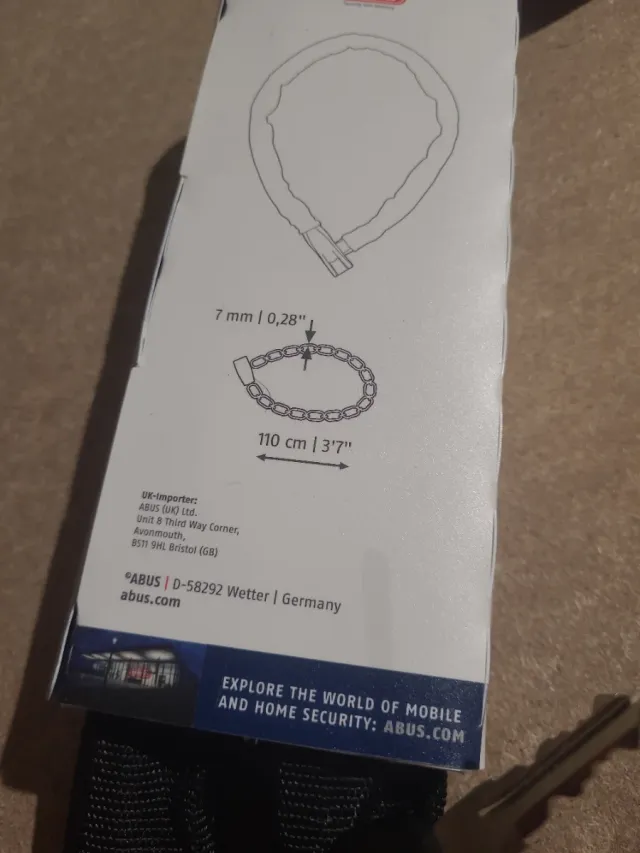 7 mm | 0,28"
110 cm | 3'7"
UK-Importer:
ABUS (UK) Ltd.
Unit 8 Third Way Corner,
Avonmouth,
BS11 9HL Bristol (GB)
©ABUS | D-58292 Wetter | Germany
abus.com
EXPLORE THE WORLD OF MOBILE
AND HOME SECURITY: ABUS.COM